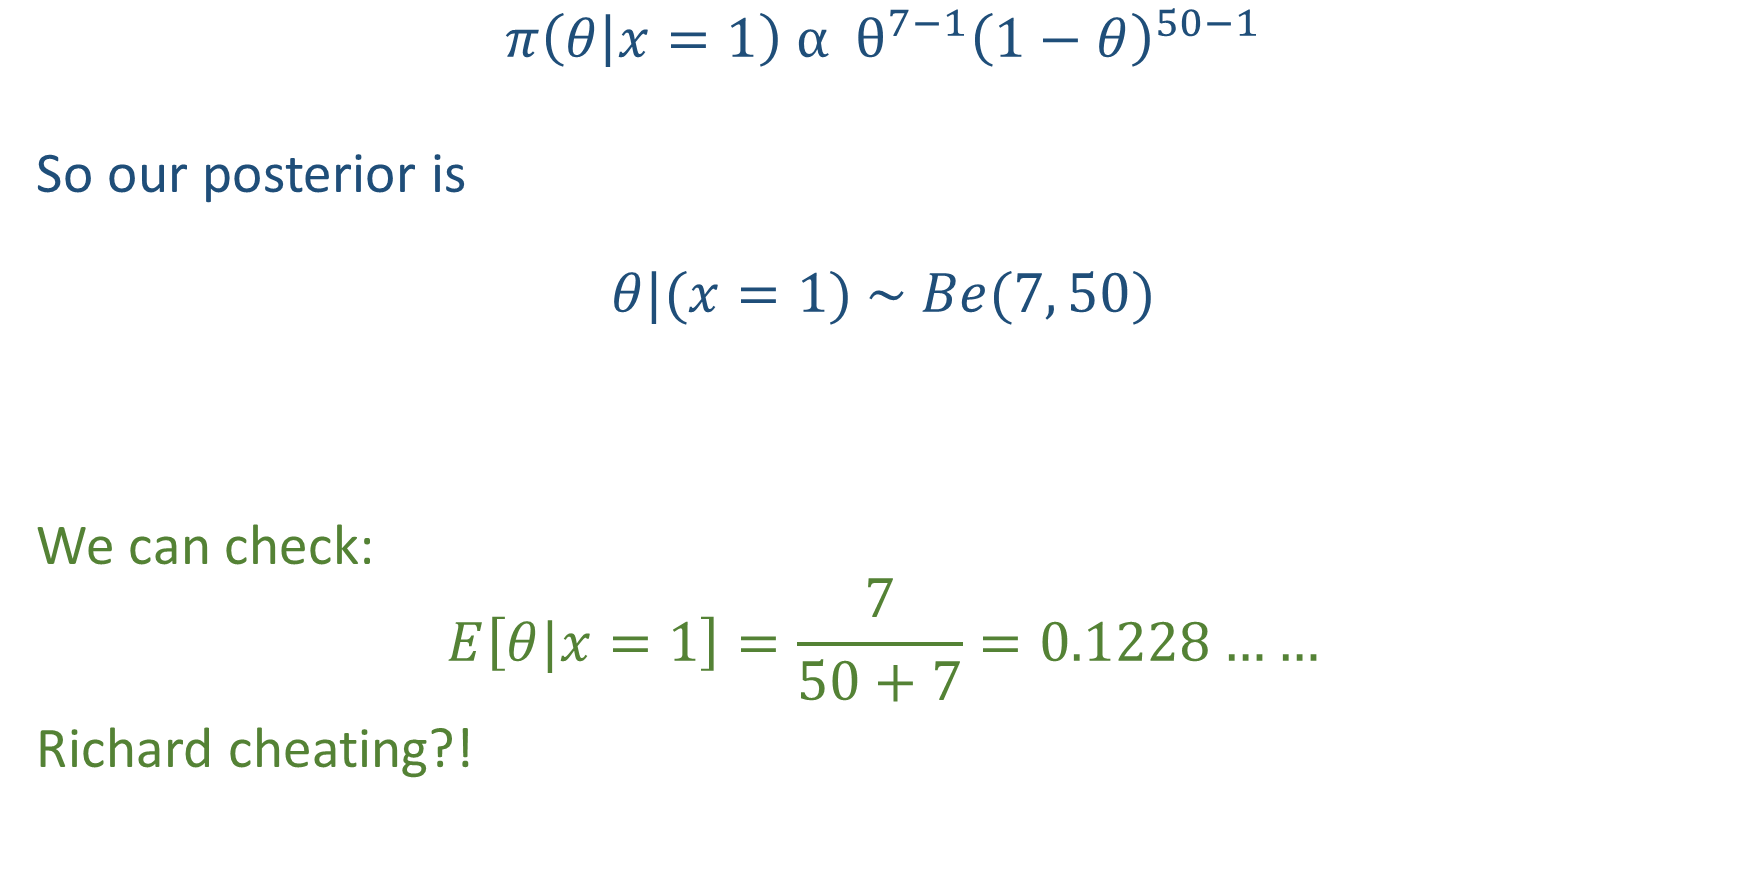 π(θ|x = 1) α θ^{7−1}(1 − θ)^{50−1}
So our posterior is
θ|(x = 1) ~ Be(7, 50)
We can check:
E[θ|x = 1] = \frac{7}{50 + 7} = 0.1228 … …
Richard cheating?!